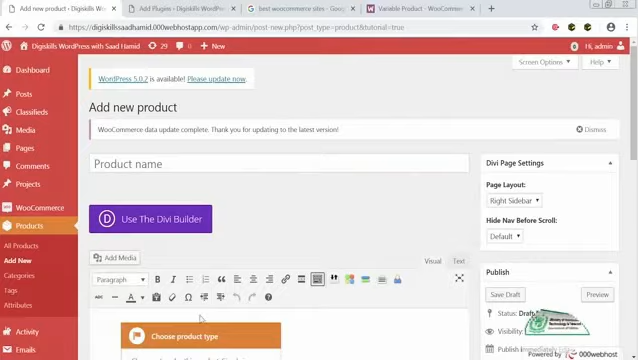 Add new product ‹ Digiskills W
Add Plugins ‹ Digiskills WordPre
best woocommerce sites - Goog
Variable Product - WooComme
https://digiskillssaadhamid.000webhostapp.com/wp-admin/post-new.php?post_type=product&tutorial=true
Digiskills WordPress with Saad Hamid 29 0 New
0 Hi, admin
Screen Options Help
Dashboard
WordPress 5.0.2 is available! Please update now.
Posts
Add new product
Classifieds
Media
WooCommerce data update complete. Thank you for updating to the latest version!
Dismiss
Pages
Comments
Product name
Divi Page Settings
Projects
Page Layout:
Right Sidebar
WooCommerce
Products
Use The Divi Builder
Hide Nav Before Scroll:
Default
All Products
Add New
Add Media
Visual Text
Categories
Paragraph
Publish
Tags
Save Draft Preview
Attributes
Status:
Visibility:
Activity
Choose product type
Emails
Publish
Powered by 000webhost